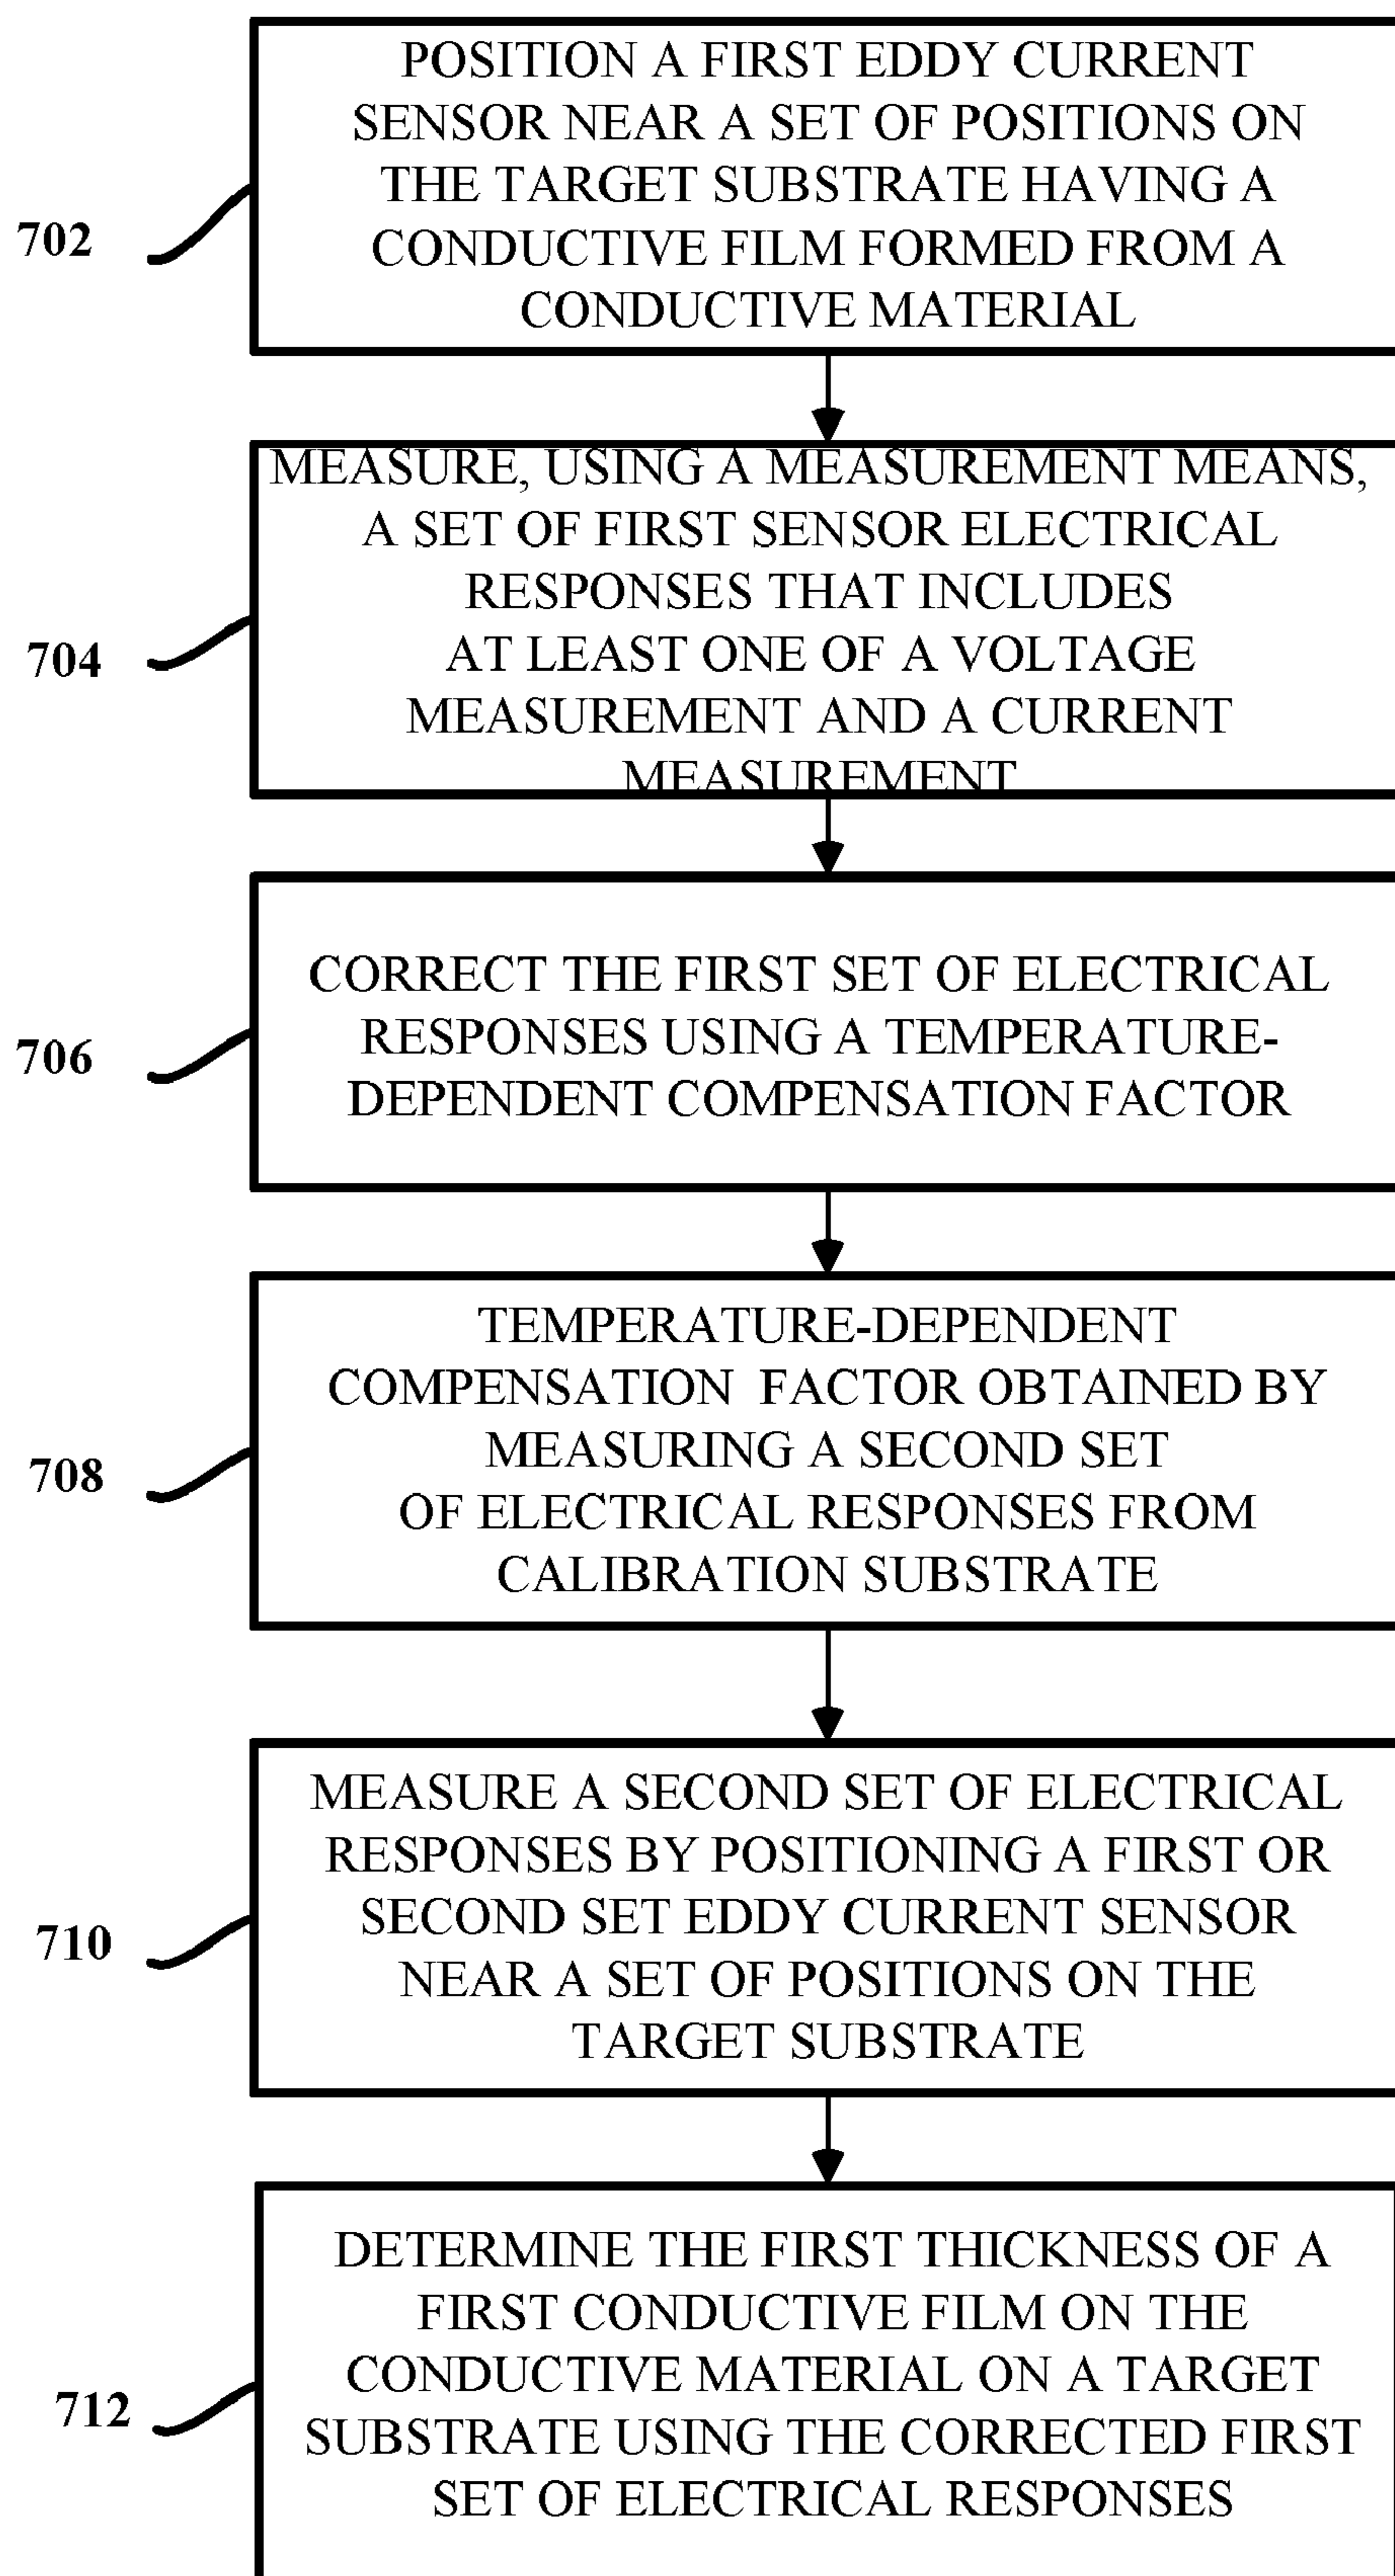 POSITION A FIRST EDDY CURRENT
SENSOR NEAR A SET OF POSITIONS ON
THE TARGET SUBSTRATE HAVING A
CONDUCTIVE FILM FORMED FROM A
CONDUCTIVE MATERIAL
702
MEASURE, USING A MEASUREMENT MEANS,
A SET OF FIRST SENSOR ELECTRICAL
RESPONSES THAT INCLUDES
AT LEAST ONE OF A VOLTAGE
MEASUREMENT AND A CURRENT
MEASUREMENT
704
CORRECT THE FIRST SET OF ELECTRICAL
RESPONSES USING A TEMPERATURE-
DEPENDENT COMPENSATION FACTOR
706
TEMPERATURE-DEPENDENT
COMPENSATION FACTOR OBTAINED BY
MEASURING A SECOND SET
OF ELECTRICAL RESPONSES FROM
CALIBRATION SUBSTRATE
708
MEASURE A SECOND SET OF ELECTRICAL
RESPONSES BY POSITIONING A FIRST OR
SECOND SET EDDY CURRENT SENSOR
NEAR A SET OF POSITIONS ON THE
TARGET SUBSTRATE
710
DETERMINE THE FIRST THICKNESS OF A
FIRST CONDUCTIVE FILM ON THE
CONDUCTIVE MATERIAL ON A TARGET
SUBSTRATE USING THE CORRECTED FIRST
SET OF ELECTRICAL RESPONSES
712